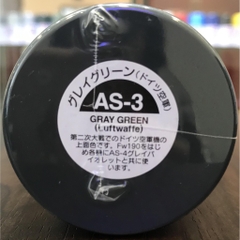 グレイグリーン(ドイツ空軍)
AS-3
GRAY GREEN
(Luftwaffe)
第二次大戦でのドイツ空軍機の
上面色です。Fw190をはじ
め各機にAS-4グレイバ
イオレットと共に使
います。